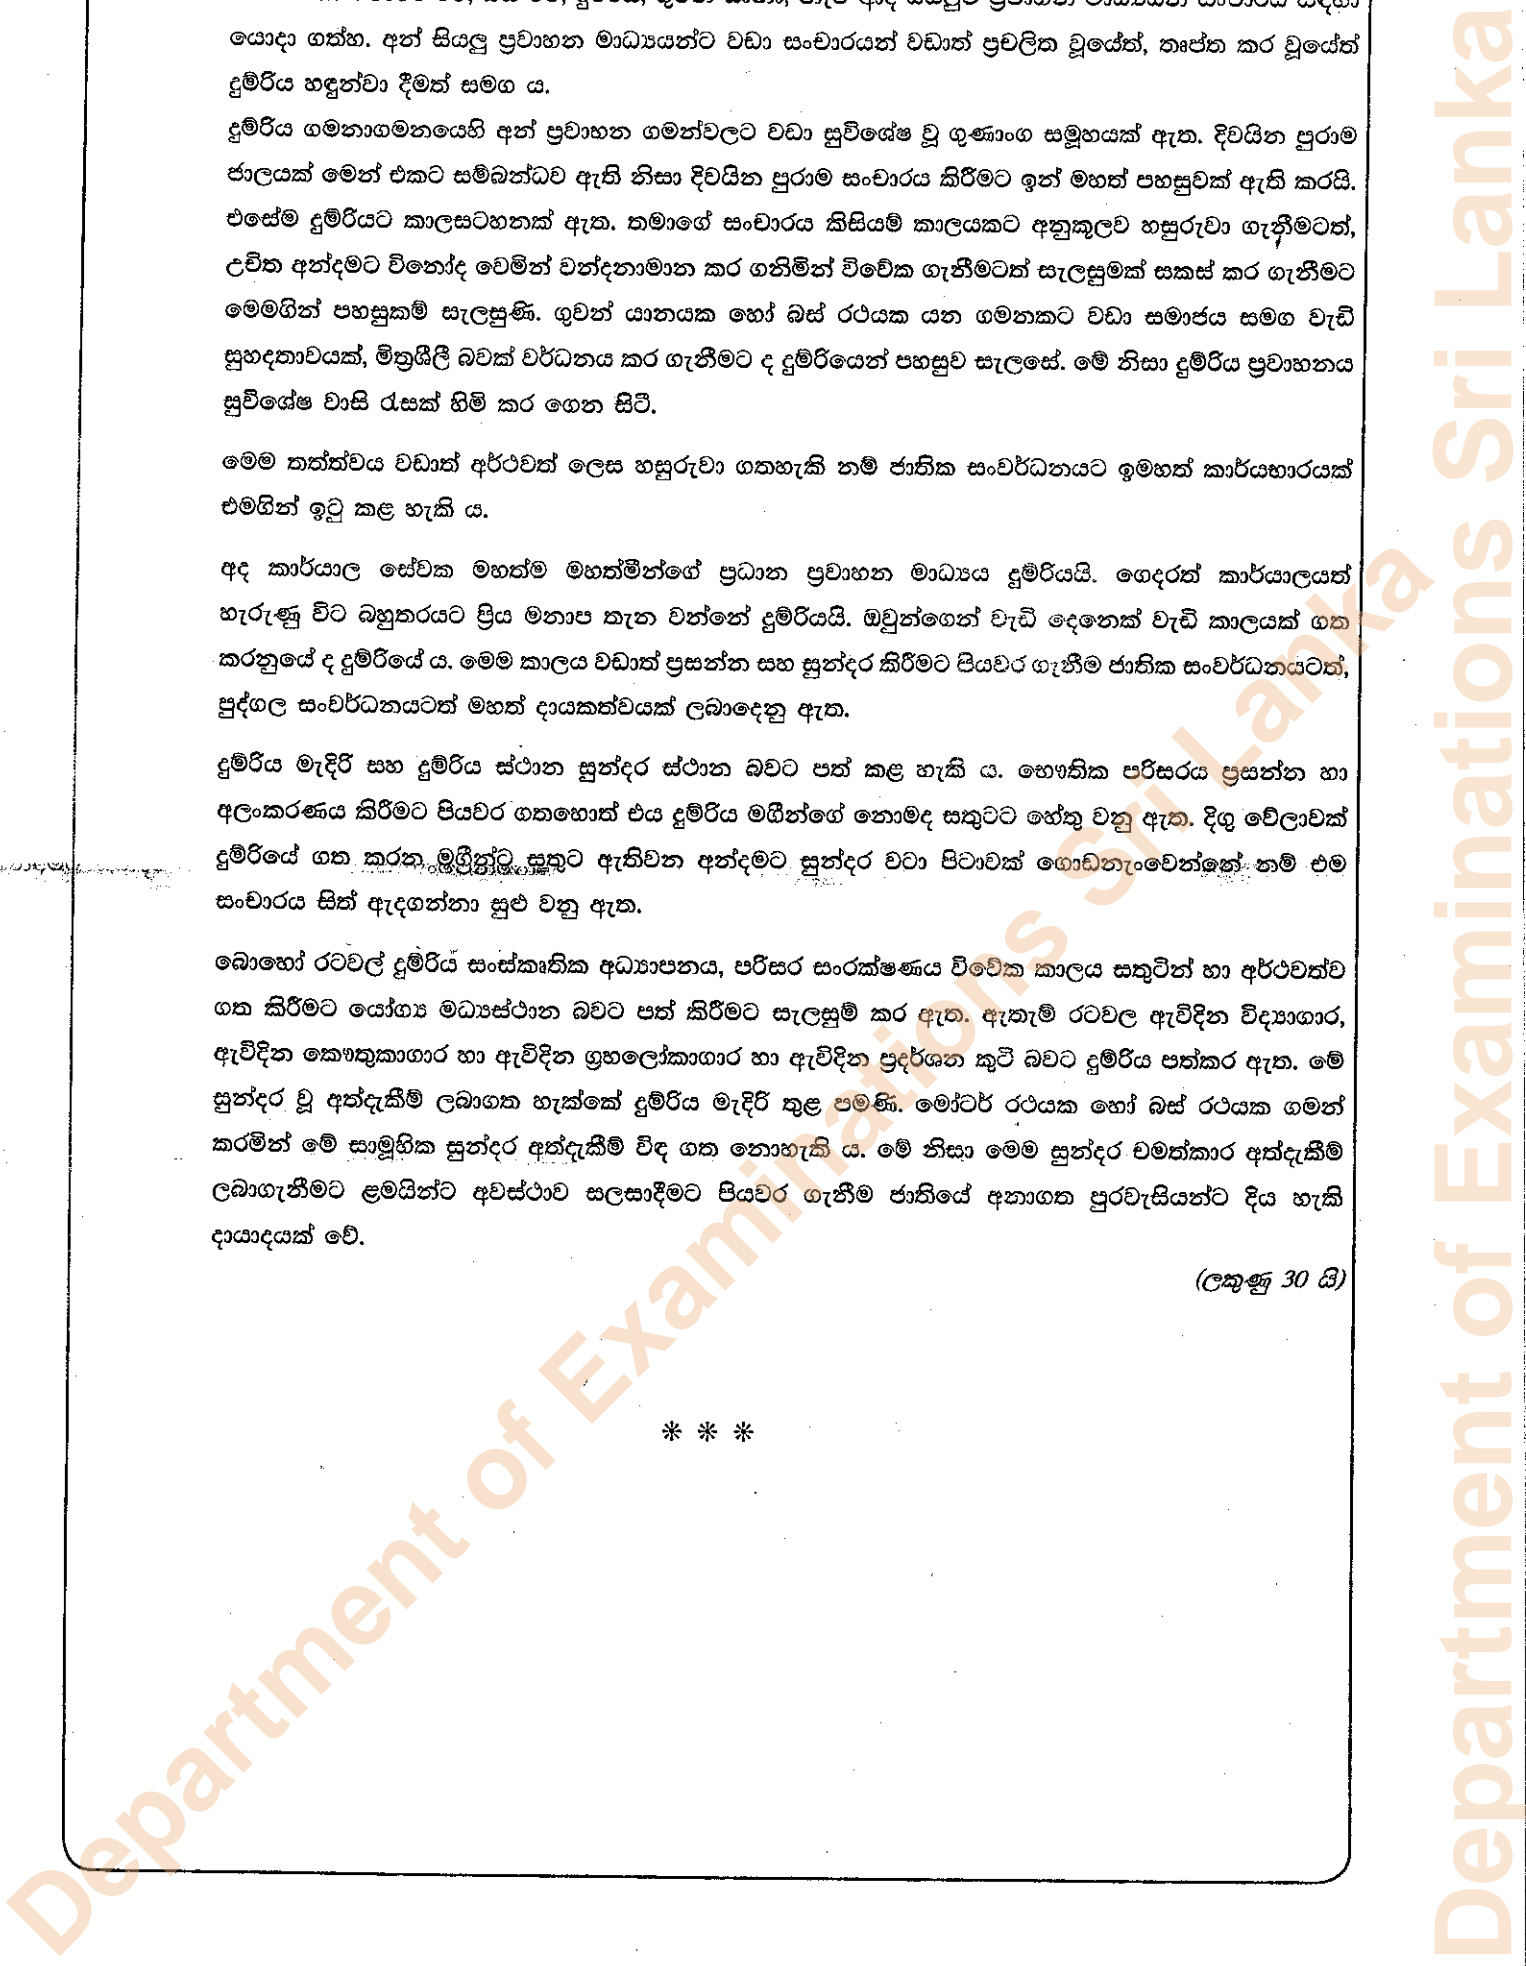 යොදා ගත්හ. අන් සියලු ප්‍රවාහන මාධ්‍යයන්ට වඩා සංචාරයන් වඩාත් ප්‍රචලිත වූයේත්, තෘප්ත කර වූයේත්
දුම්රිය හඳුන්වා දීමත් සමග ය.
දුම්රිය ගමනාගමනයෙහි අන් ප්‍රවාහන ගමන්වලට වඩා සුවිශේෂ වූ ගුණාංග සමූහයක් ඇත. දිවයින පුරාම
ජාලයක් මෙන් එකට සම්බන්ධව ඇති නිසා දිවයින පුරාම සංචාරය කිරීමට ඉන් මහත් පහසුවක් ඇති කරයි.
එසේම දුම්රියට කාලසටහනක් ඇත. තමාගේ සංචාරය කිසියම් කාලයකට අනුකූලව හසුරුවා ගැනීමටත්,
උචිත අන්දමට විනෝද වෙමින් වන්දනාමාන කර ගනිමින් විවේක ගැනීමටත් සැලසුමක් සකස් කර ගැනීමට
මෙමගින් පහසුකම් සැලසුණි. ගුවන් යානයක හෝ බස් රථයක යන ගමනකට වඩා සමාජය සමග වැඩි
සුහදතාවයක්, මිත්‍රශීලී බවක් වර්ධනය කර ගැනීමට ද දුම්රියෙන් පහසුව සැලසේ. මේ නිසා දුම්රිය ප්‍රවාහනය
සුවිශේෂ වාසි රැසක් හිමි කර ගෙන සිටී.
මෙම තත්ත්වය වඩාත් අර්ථවත් ලෙස හසුරුවා ගතහැකි නම් ජාතික සංවර්ධනයට ඉමහත් කාර්යභාරයක්
එමගින් ඉටු කළ හැකි ය.
අද කාර්යාල සේවක මහත්ම මහත්මීන්ගේ ප්‍රධාන ප්‍රවාහන මාධ්‍යය දුම්රියයි. ගෙදරත් කාර්යාලයත්
හැරුණු විට බහුතරයට ප්‍රිය මනාප තැන වන්නේ දුම්රියයි. ඔවුන්ගෙන් වැඩි දෙනෙක් වැඩි කාලයක් ගත
කරනුයේ ද දුම්රියේ ය. මෙම කාලය වඩාත් ප්‍රසන්න සහ සුන්දර කිරීමට පියවර ගැනීම ජාතික සංවර්ධනයටත්,
පුද්ගල සංවර්ධනයටත් මහත් දායකත්වයක් ලබාදෙනු ඇත.
දුම්රිය මැදිරි සහ දුම්රිය ස්ථාන සුන්දර ස්ථාන බවට පත් කළ හැකි ය. භෞතික පරිසරය ප්‍රසන්න හා
අලංකරණය කිරීමට පියවර ගතහොත් එය දුම්රිය මගීන්ගේ නොමද සතුටට හේතු වනු ඇත. දිගු වේලාවක්
දුම්රියේ ගත කරන මගීන්ට සතුට ඇතිවන අන්දමට සුන්දර වටා පිටාවක් ගොඩනැංවෙන්නේ නම් එම
සංචාරය සිත් ඇදගන්නා සුළු වනු ඇත.
බොහෝ රටවල් දුම්රිය සංස්කෘතික අධ්‍යාපනය, පරිසර සංරක්ෂණය විවේක කාලය සතුටින් හා අර්ථවත්ව
ගත කිරීමට යෝග්‍ය මධ්‍යස්ථාන බවට පත් කිරීමට සැලසුම් කර ඇත. ඇතැම් රටවල ඇවිදින විද්‍යාගාර,
ඇවිදින කෞතුකාගාර හා ඇවිදින ග්‍රහලෝකාගාර හා ඇවිදින ප්‍රදර්ශන කුටි බවට දුම්රිය පත්කර ඇත. මේ
සුන්දර වූ අත්දැකීම් ලබාගත හැක්කේ දුම්රිය මැදිරි තුළ පමණි. මෝටර් රථයක හෝ බස් රථයක ගමන්
කරමින් මේ සාමූහික සුන්දර අත්දැකීම් විඳ ගත නොහැකි ය. මේ නිසා මෙම සුන්දර චමත්කාර අත්දැකීම්
ලබාගැනීමට ළමයින්ට අවස්ථාව සලසාදීමට පියවර ගැනීම ජාතියේ අනාගත පුරවැසියන්ට දිය හැකි
දායාදයක් වේ.
(ලකුණු 30 යි)
* * *
Department of Examinations Sri Lanka
Department of Examinations Sri Lanka